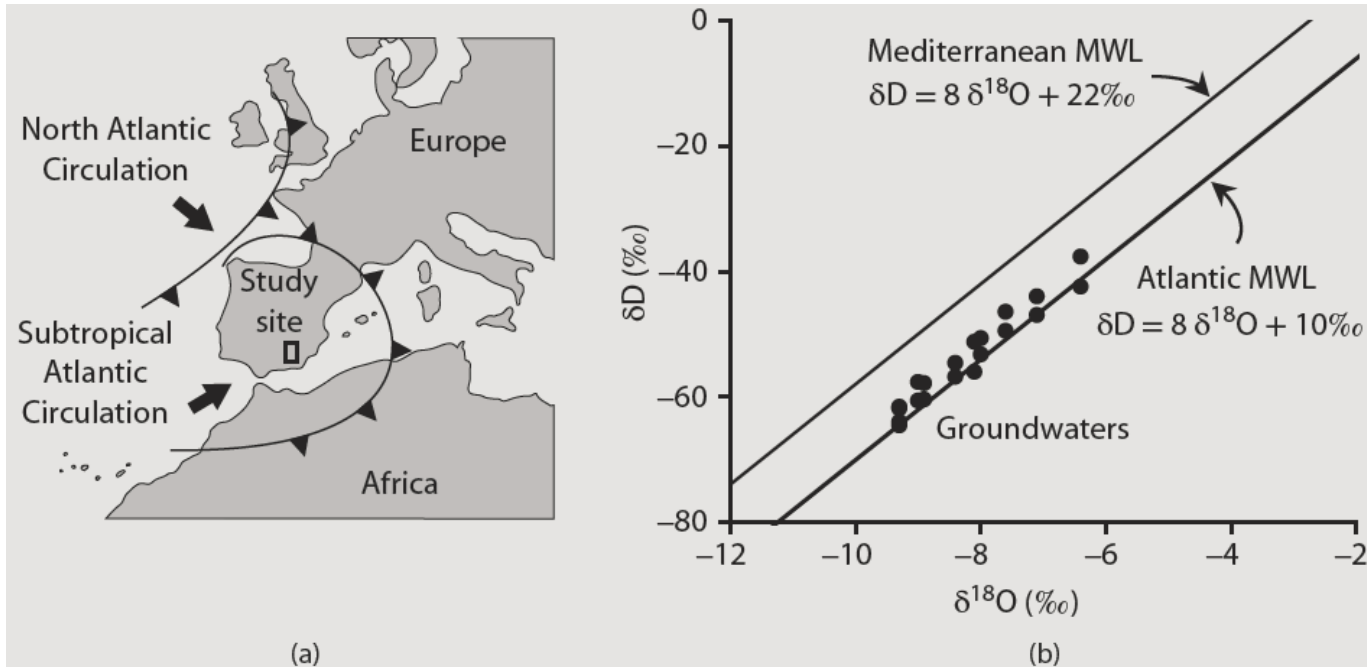 North Atlantic
Circulation
Europe
Study
site
Subtropical
Atlantic
Circulation
Africa
(a)
0
–20
–40
–60
–80
δD (‰)
Mediterranean MWL
δD = 8 δ¹⁸O + 22‰
Atlantic MWL
δD = 8 δ¹⁸O + 10‰
Groundwaters
–12
–10
–8
–6
–4
–2
δ¹⁸O (‰)
(b)